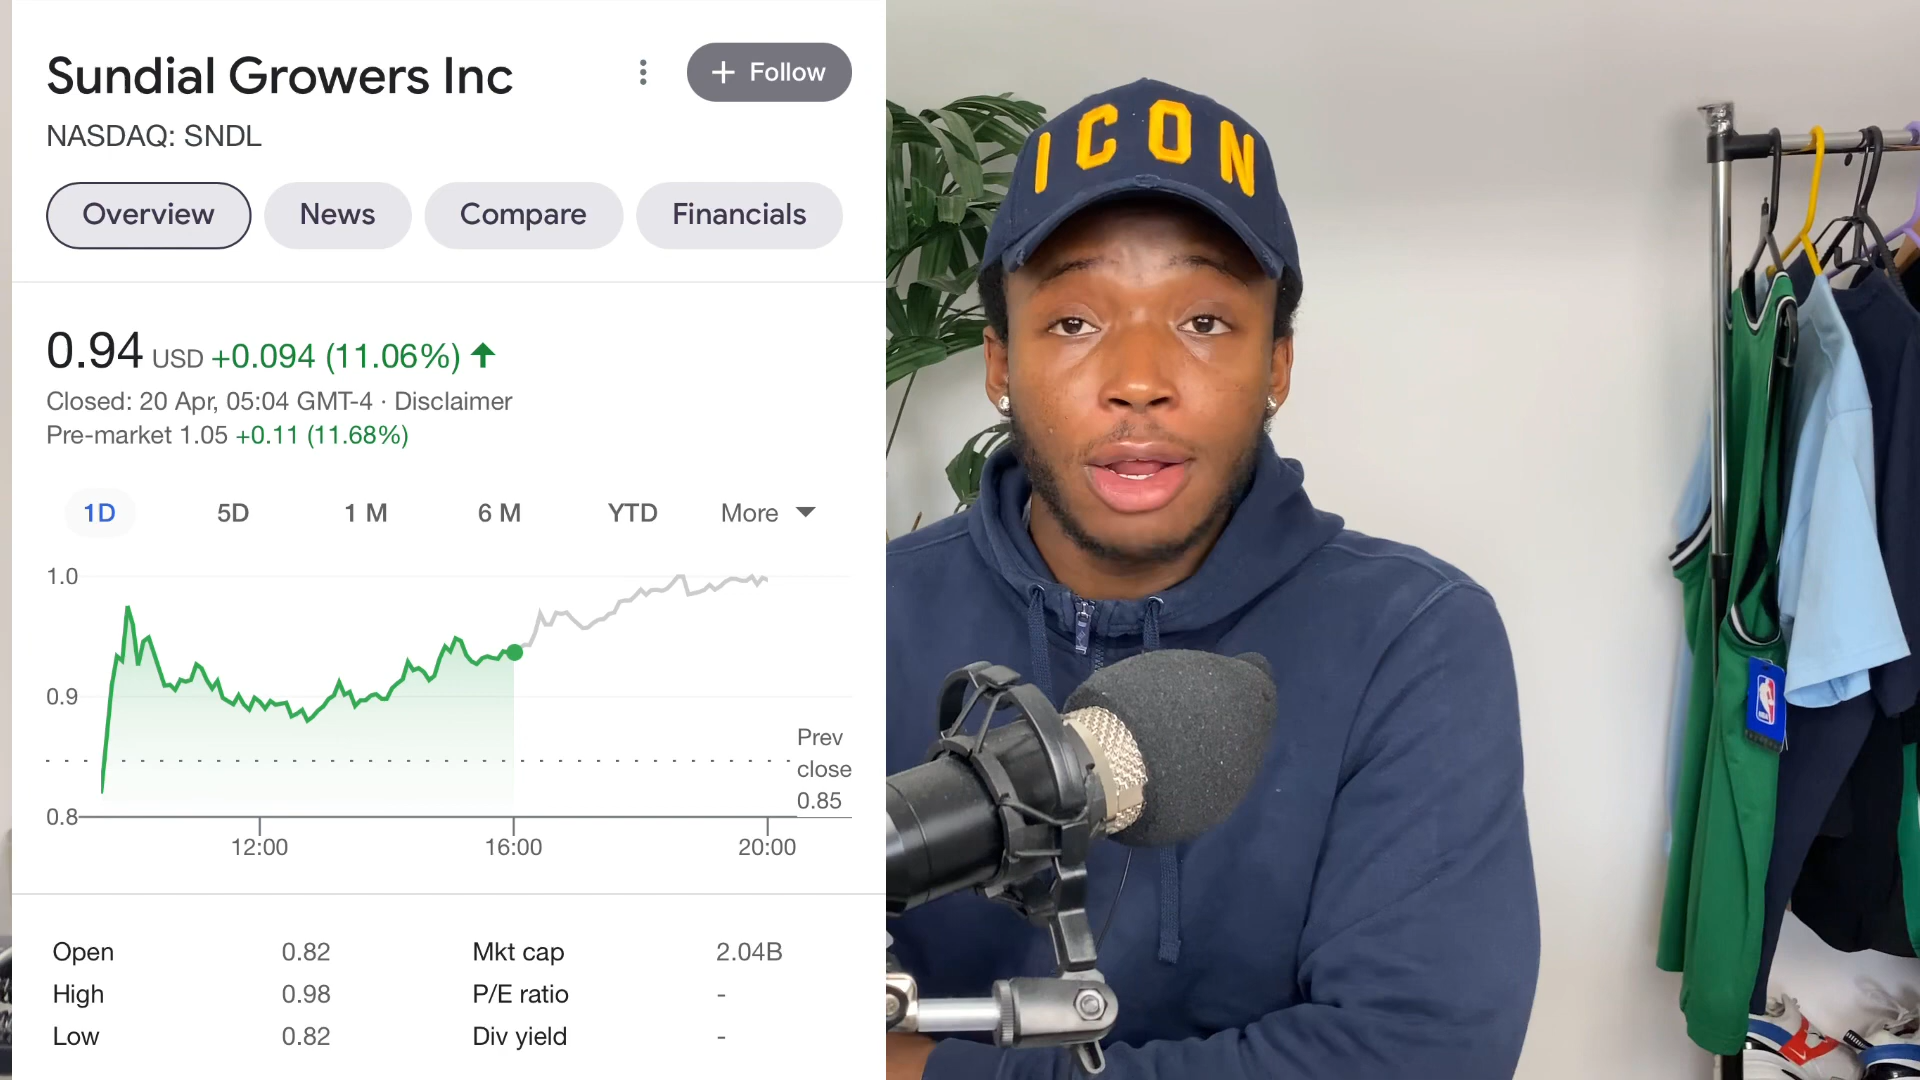 Sundial Growers Inc
+ Follow
NASDAQ: SNDL
Overview News Compare Financials
0.94 USD +0.094 (11.06%)
Closed: 20 Apr, 05:04 GMT-4 · Disclaimer
Pre-market 1.05 +0.11 (11.68%)
1D 5D 1 M 6 M YTD More
1.0
0.9
0.8
Prev
close
0.85
12:00 16:00 20:00
Open 0.82 Mkt cap 2.04B
High 0.98 P/E ratio -
Low 0.82 Div yield -
ICON
NBA